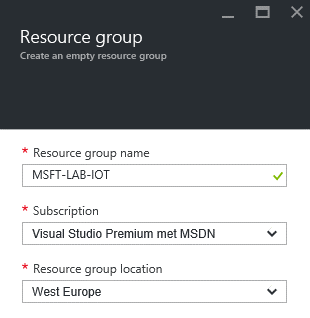 Resource group
Create an empty resource group
* Resource group name
MSFT-LAB-IOT
* Subscription
Visual Studio Premium met MSDN
* Resource group location
West Europe